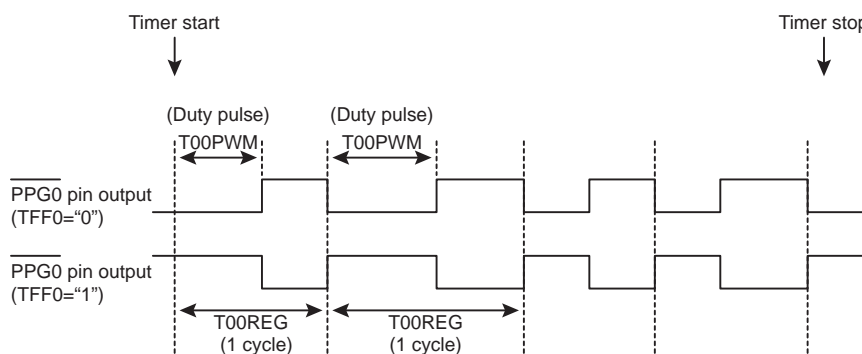 Timer start
Timer stop
(Duty pulse)
(Duty pulse)
T00PWM
T00PWM
PPG0 pin output
(TFF0=“0”)
PPG0 pin output
(TFF0=“1”)
T00REG
(1 cycle)
T00REG
(1 cycle)